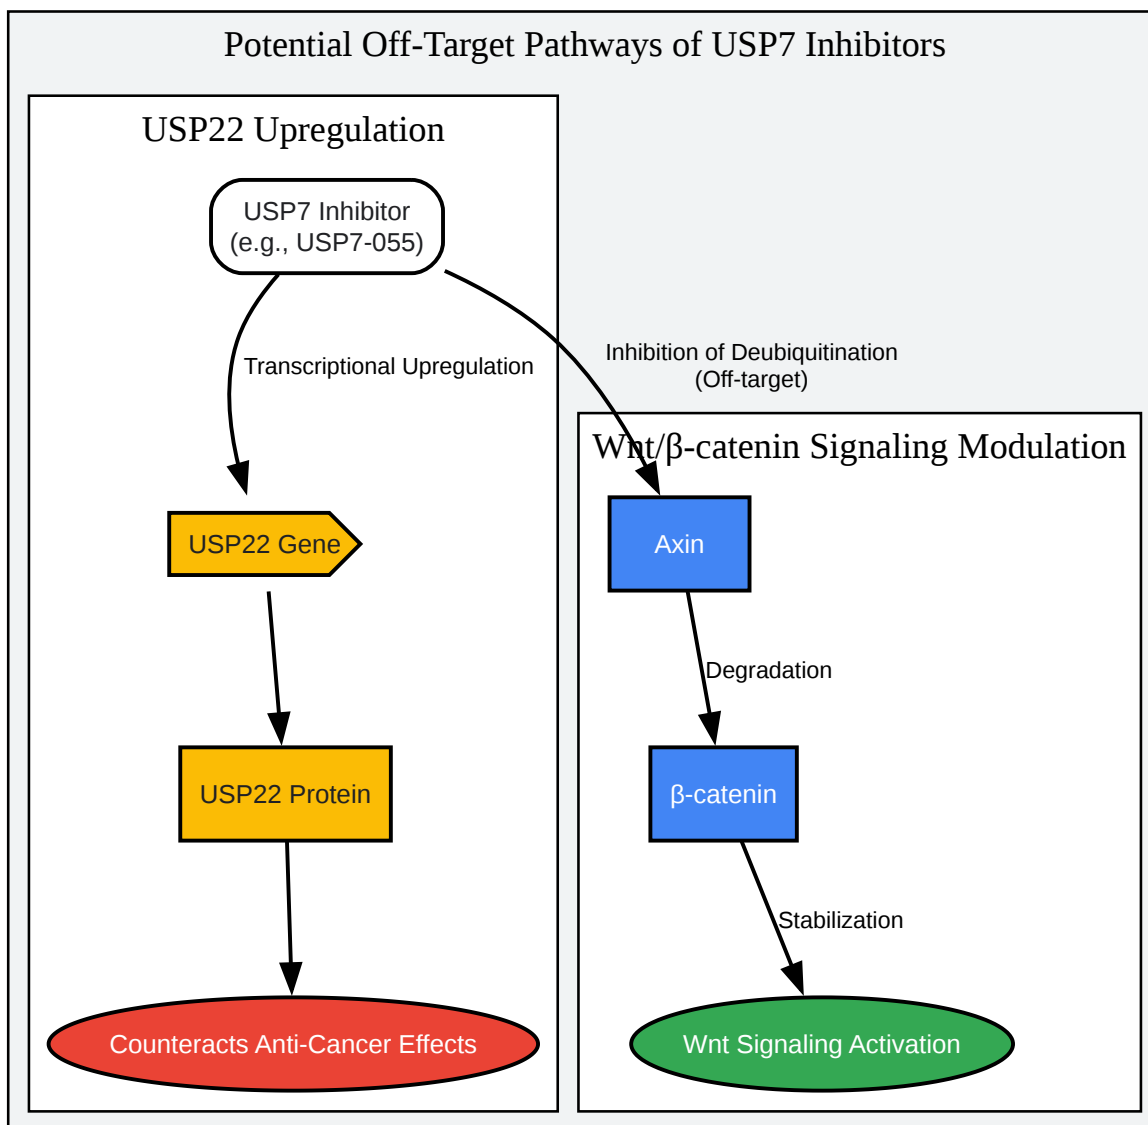 Potential Off-Target Pathways of USP7 Inhibitors
USP22 Upregulation
USP7 Inhibitor
(e.g., USP7-055)
Transcriptional Upregulation
Inhibition of Deubiquitination
(Off-target)
Wnt/β-catenin Signaling Modulation
USP22 Gene
Axin
Degradation
USP22 Protein
β-catenin
Stabilization
Counteracts Anti-Cancer Effects
Wnt Signaling Activation